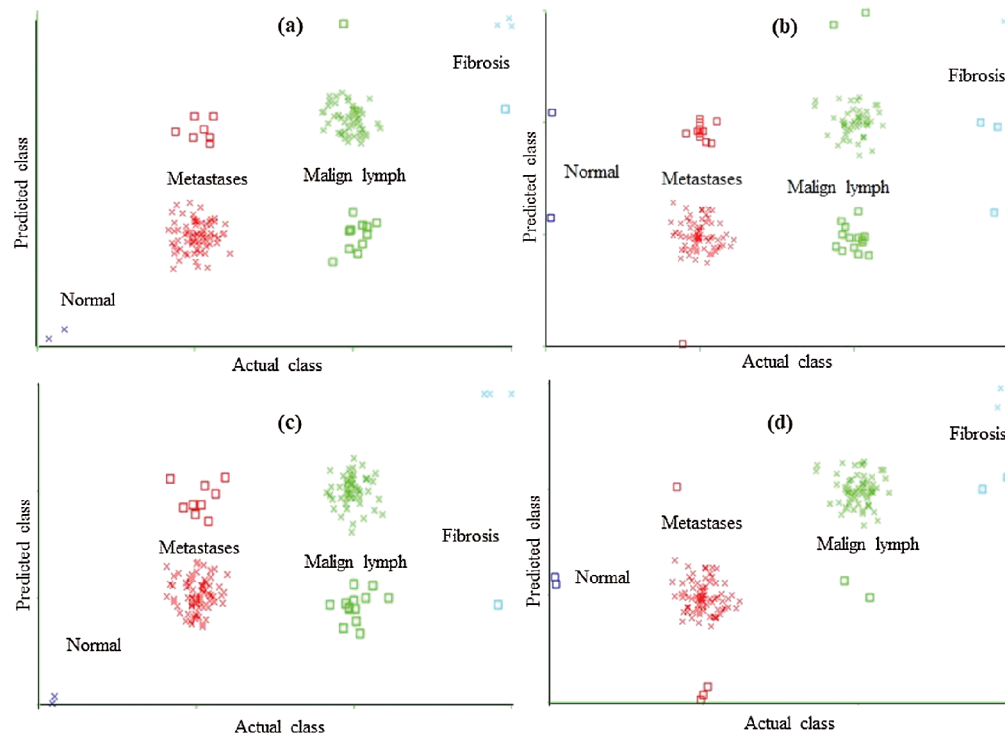 (a)
Fibrosis
Metastases
Malign lymph
Normal
Predicted class
Actual class
(b)
Fibrosis
Normal
Metastases
Malign lymph
Predicted class
Actual class
(c)
Fibrosis
Metastases
Malign lymph
Normal
Predicted class
Actual class
(d)
Fibrosis
Metastases
Malign lymph
Normal
Predicted class
Actual class